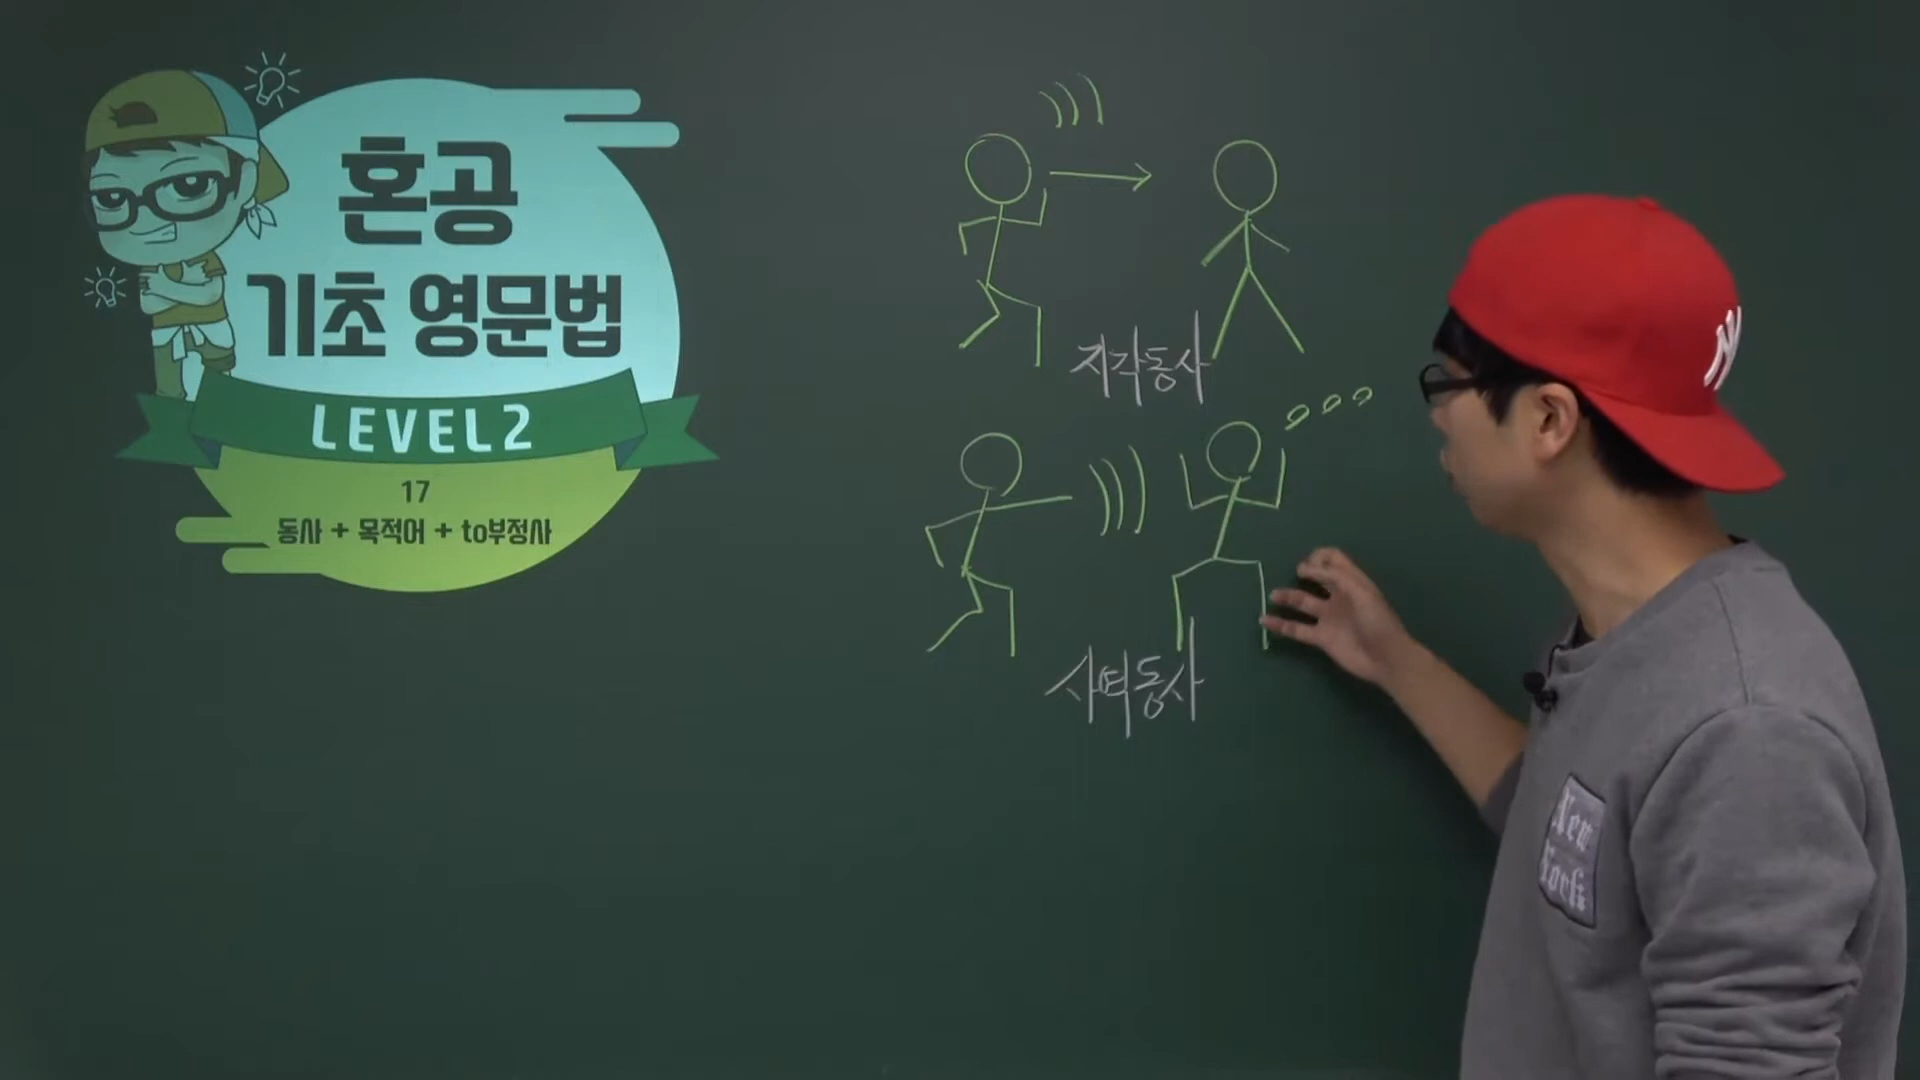 혼공
기초 영문법
LEVEL2
17
동사 + 목적어 + to부정사
지각동사
사역동사
New
York